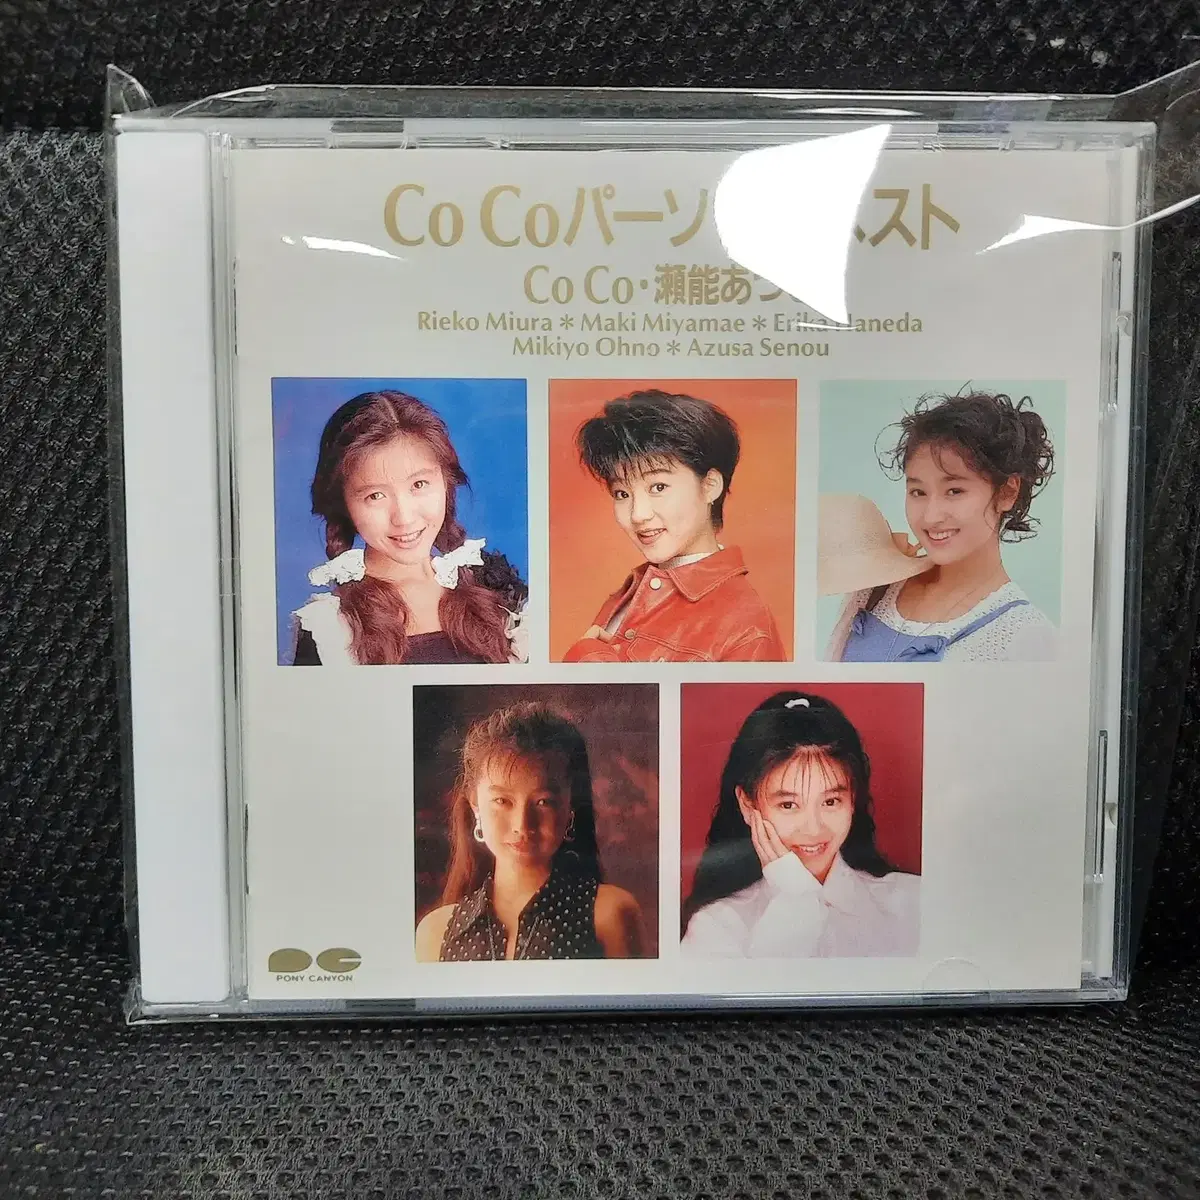 Co Coパーソ スト
Co Co・瀬能あ
Rieko Miura＊Maki Miyamae＊Erika Haneda
Mikiyo Ohno＊Azusa Senou
PONY CANYON